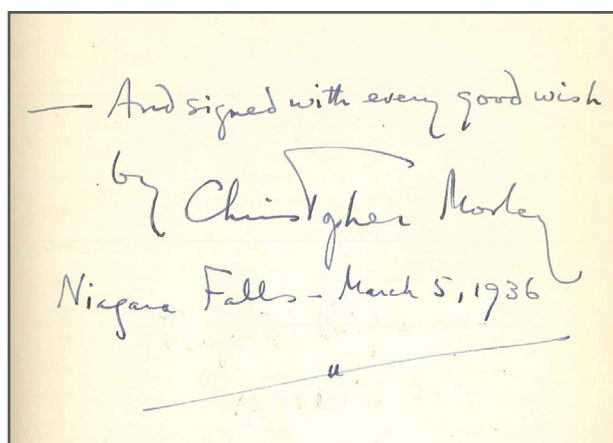 — And signed with every good wish
by Christopher Morley
Niagara Falls — March 5, 1936
"